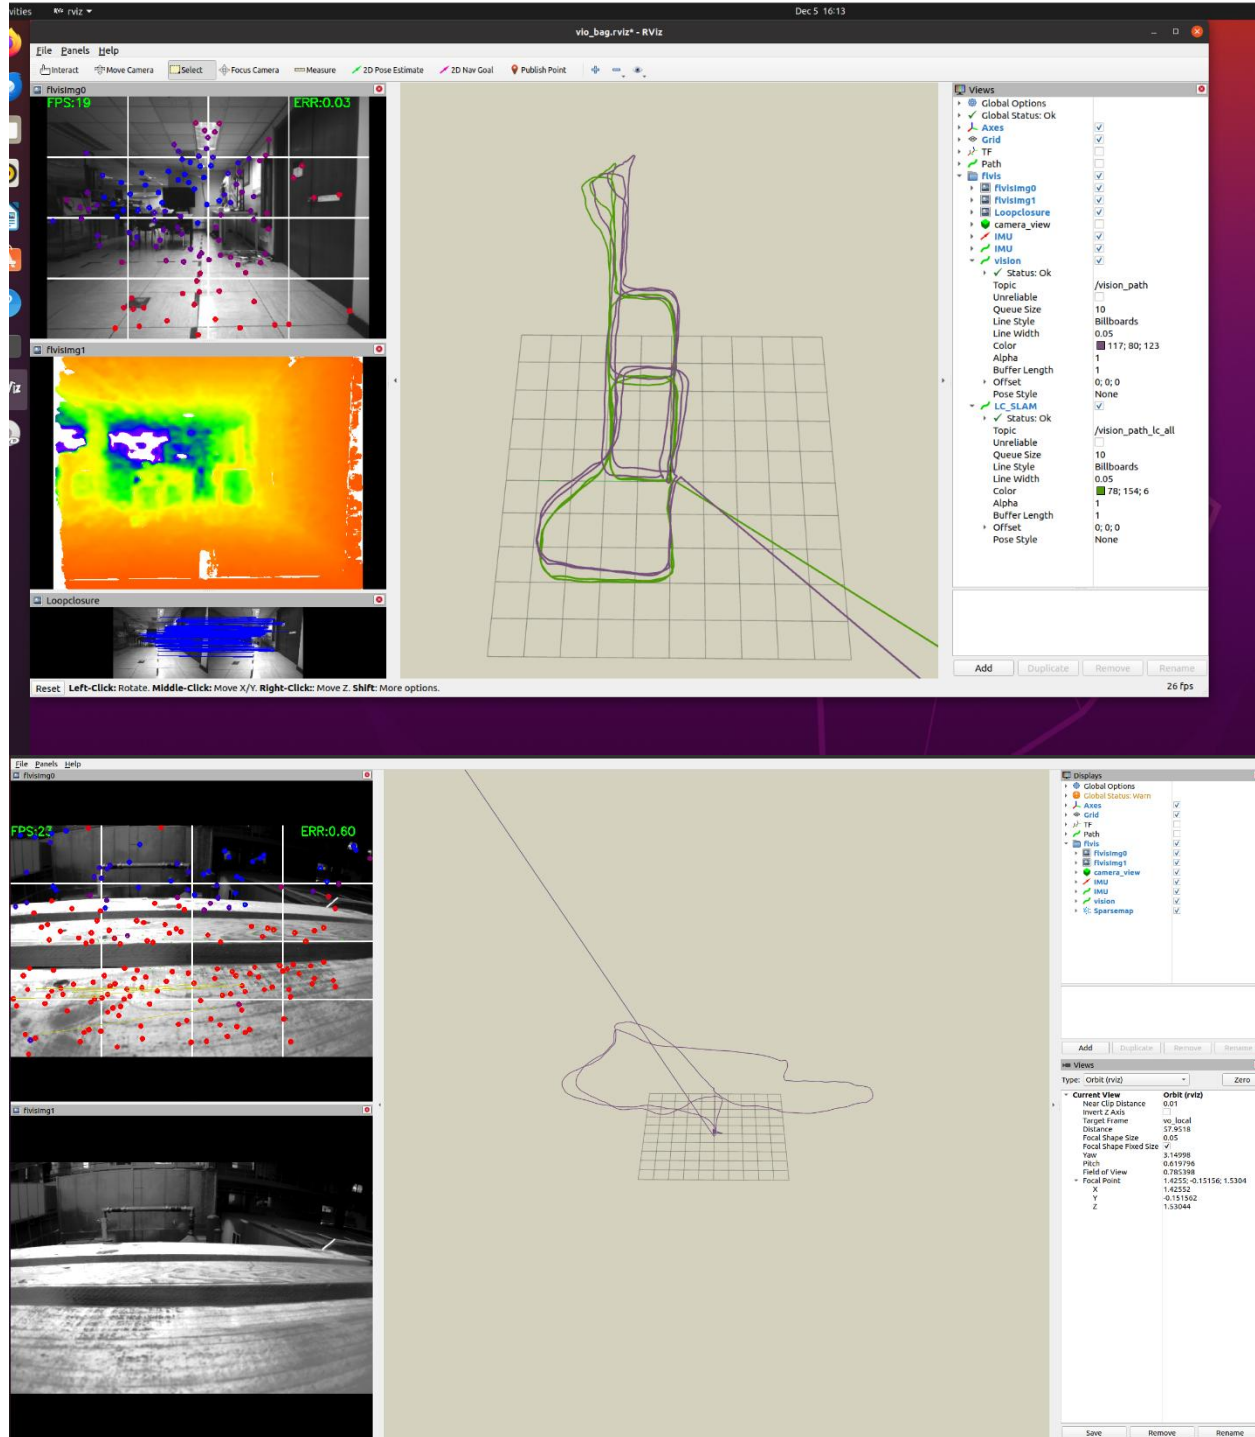 vities rviz Dec 5 16:13
vio_bag.rviz* - RViz
File Panels Help
Interact Move Camera Select Focus Camera Measure 2D Pose Estimate 2D Nav Goal Publish Point
flvisImg0
FPS:19 ERR:0.03
flvisImg1
Loopclosure
Reset Left-Click: Rotate. Middle-Click: Move X/Y. Right-Click:: Move Z. Shift: More options. 26 fps
Views
Global Options
Global Status: Ok
Axes
Grid
TF
Path
flvis
flvisImg0
flvisImg1
Loopclosure
camera_view
IMU
IMU
vision
Status: Ok
Topic /vision_path
Unreliable
Queue Size 10
Line Style Billboards
Line Width 0.05
Color 117; 80; 123
Alpha 1
Buffer Length 1
Offset 0; 0; 0
Pose Style None
LC_SLAM
Status: Ok
Topic /vision_path_lc_all
Unreliable
Queue Size 10
Line Style Billboards
Line Width 0.05
Color 78; 154; 6
Alpha 1
Buffer Length 1
Offset 0; 0; 0
Pose Style None
Add Duplicate Remove Rename
File Panels Help
flvisimg0
FPS:23 ERR:0.60
flvisimg1
Displays
Global Options
Global Status: Warn
Axes
Grid
TF
Path
flvis
flvisImg0
flvisImg1
camera_view
IMU
IMU
vision
Sparsemap
Add Duplicate Remove Rename
Views
Type: Orbit (rviz) Zero
Current View Orbit (rviz)
Near Clip Distance 0.01
Invert Z Axis
Target Frame vo_local
Distance 57.9518
Focal Shape Size 0.05
Focal Shape Fixed Size
Yaw 3.14998
Pitch 0.619796
Field of View 0.785398
Focal Point 1.4255; -0.15156; 1.5304
X 1.42552
Y -0.151562
Z 1.53044
Save Remove Rename